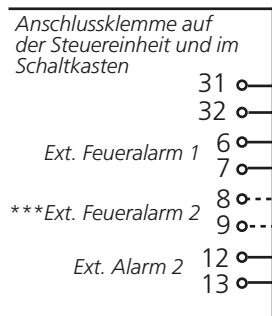 Anschlussklemme auf
der Steuereinheit und im
Schaltkasten
31
32
Ext. Feueralarm 1
6
7
***Ext. Feueralarm 2
8
9
Ext. Alarm 2
12
13